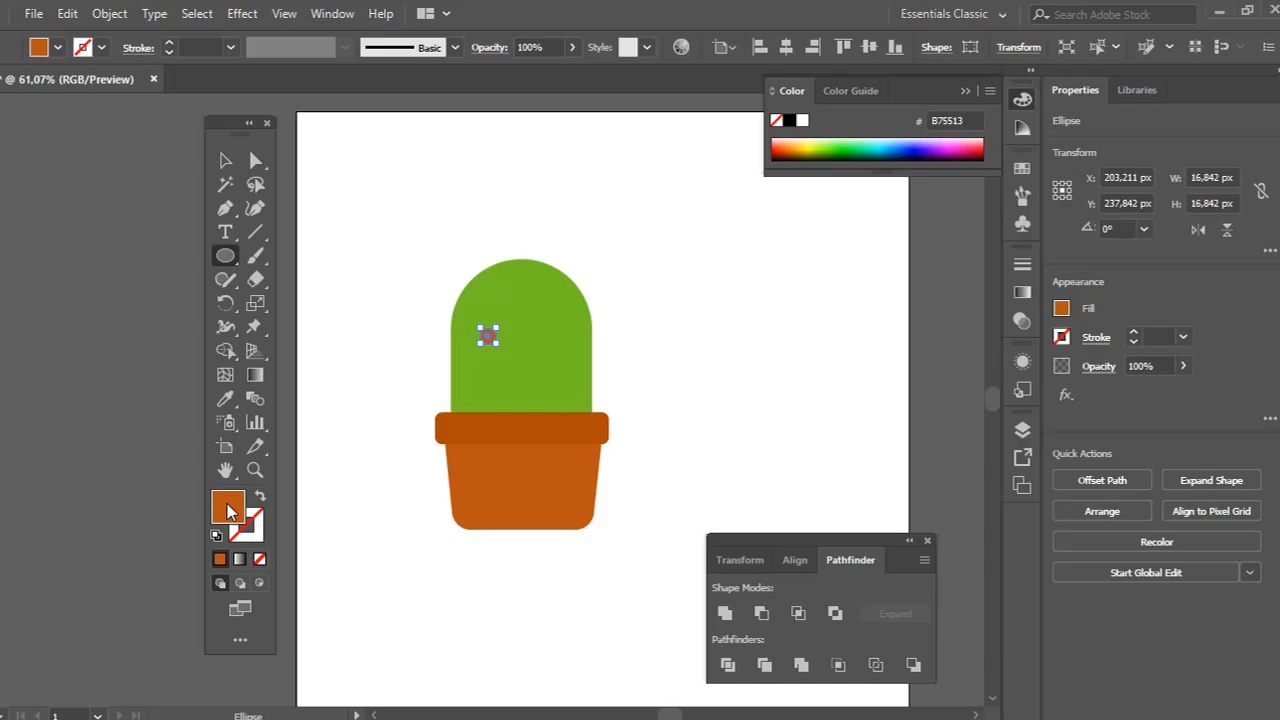 File Edit Object Type Select Effect View Window Help Essentials Classic Search Adobe Stock
Stroke: Basic Opacity: 100% Style: Shape: Transform
@ 61,07% (RGB/Preview)
Color Color Guide
# B75513
Properties Libraries
Ellipse
Transform
X: 203,211 px W: 16,842 px
Y: 237,842 px H: 16,842 px
0°
Appearance
Fill
Stroke
Opacity 100%
fx.
Quick Actions
Offset Path Expand Shape
Arrange Align to Pixel Grid
Recolor
Start Global Edit
Transform Align Pathfinder
Shape Modes:
Expand
Pathfinders:
1 Ellipse